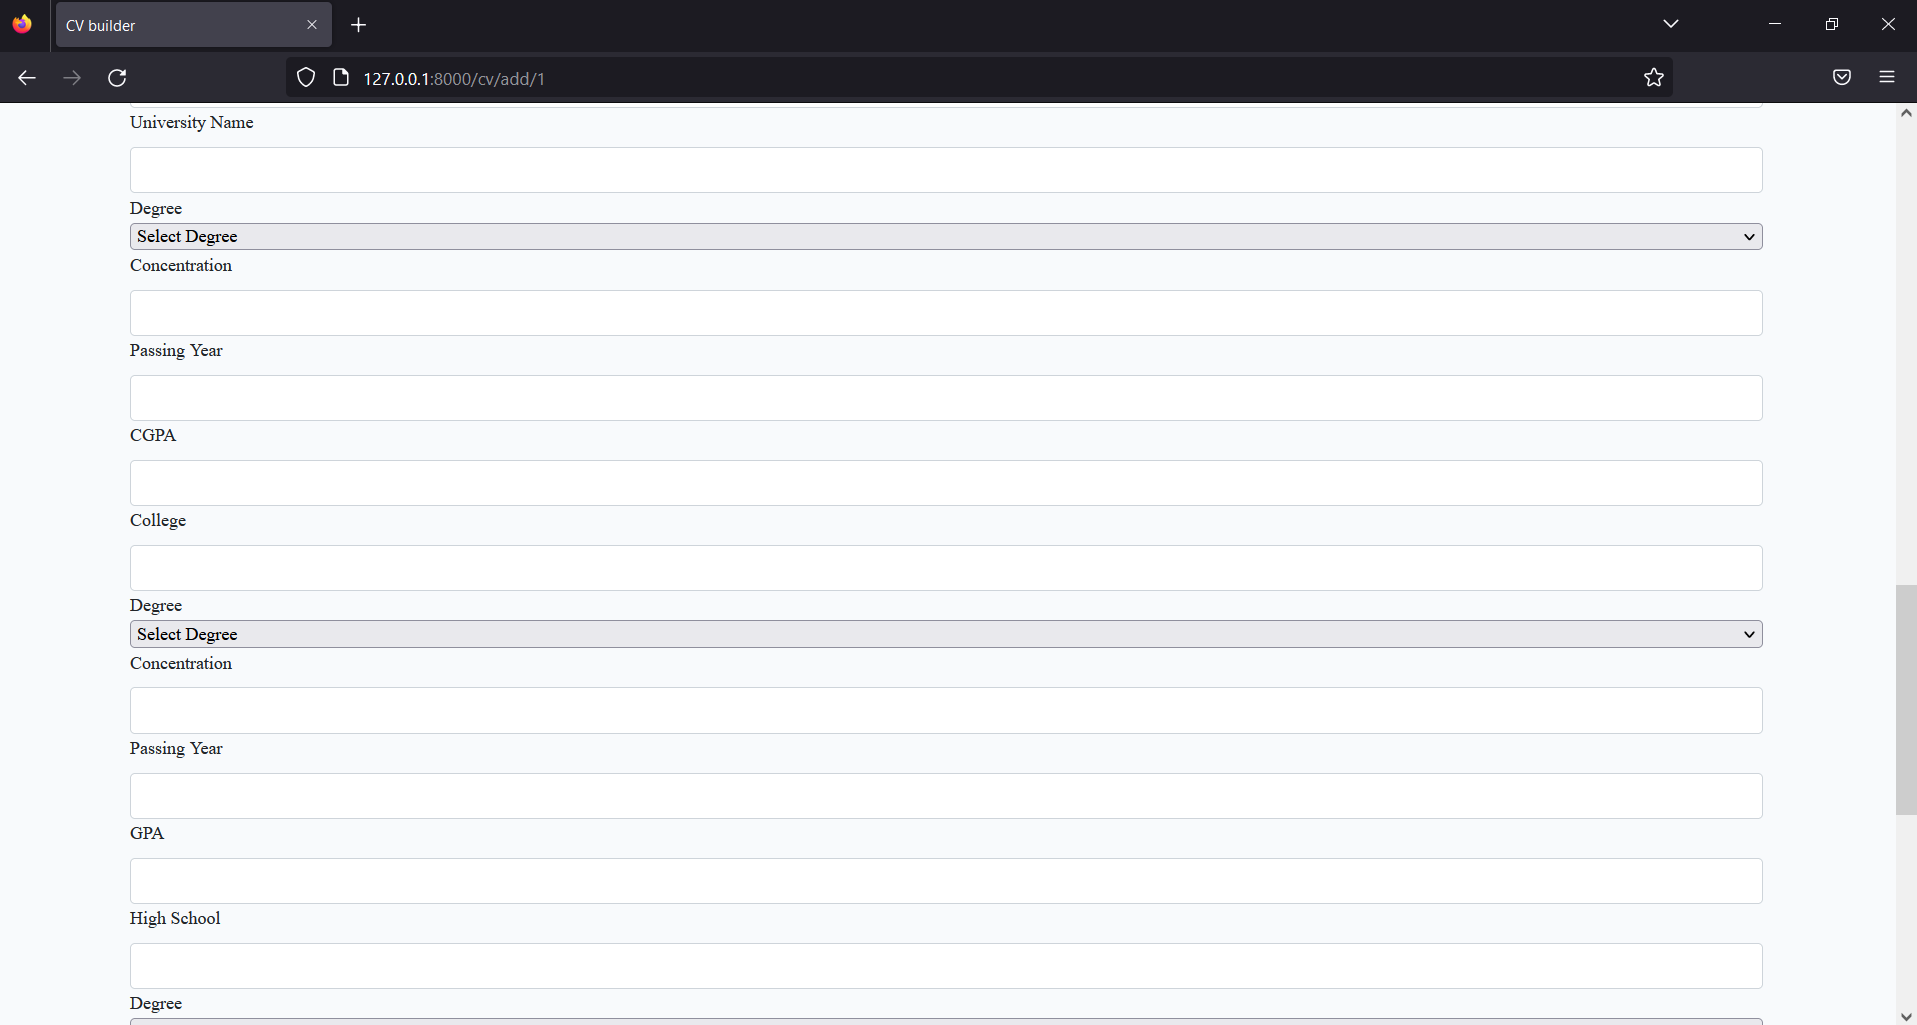 CV builder
127.0.0.1:8000/cv/add/1
University Name
Degree
Select Degree
Concentration
Passing Year
CGPA
College
Degree
Select Degree
Concentration
Passing Year
GPA
High School
Degree